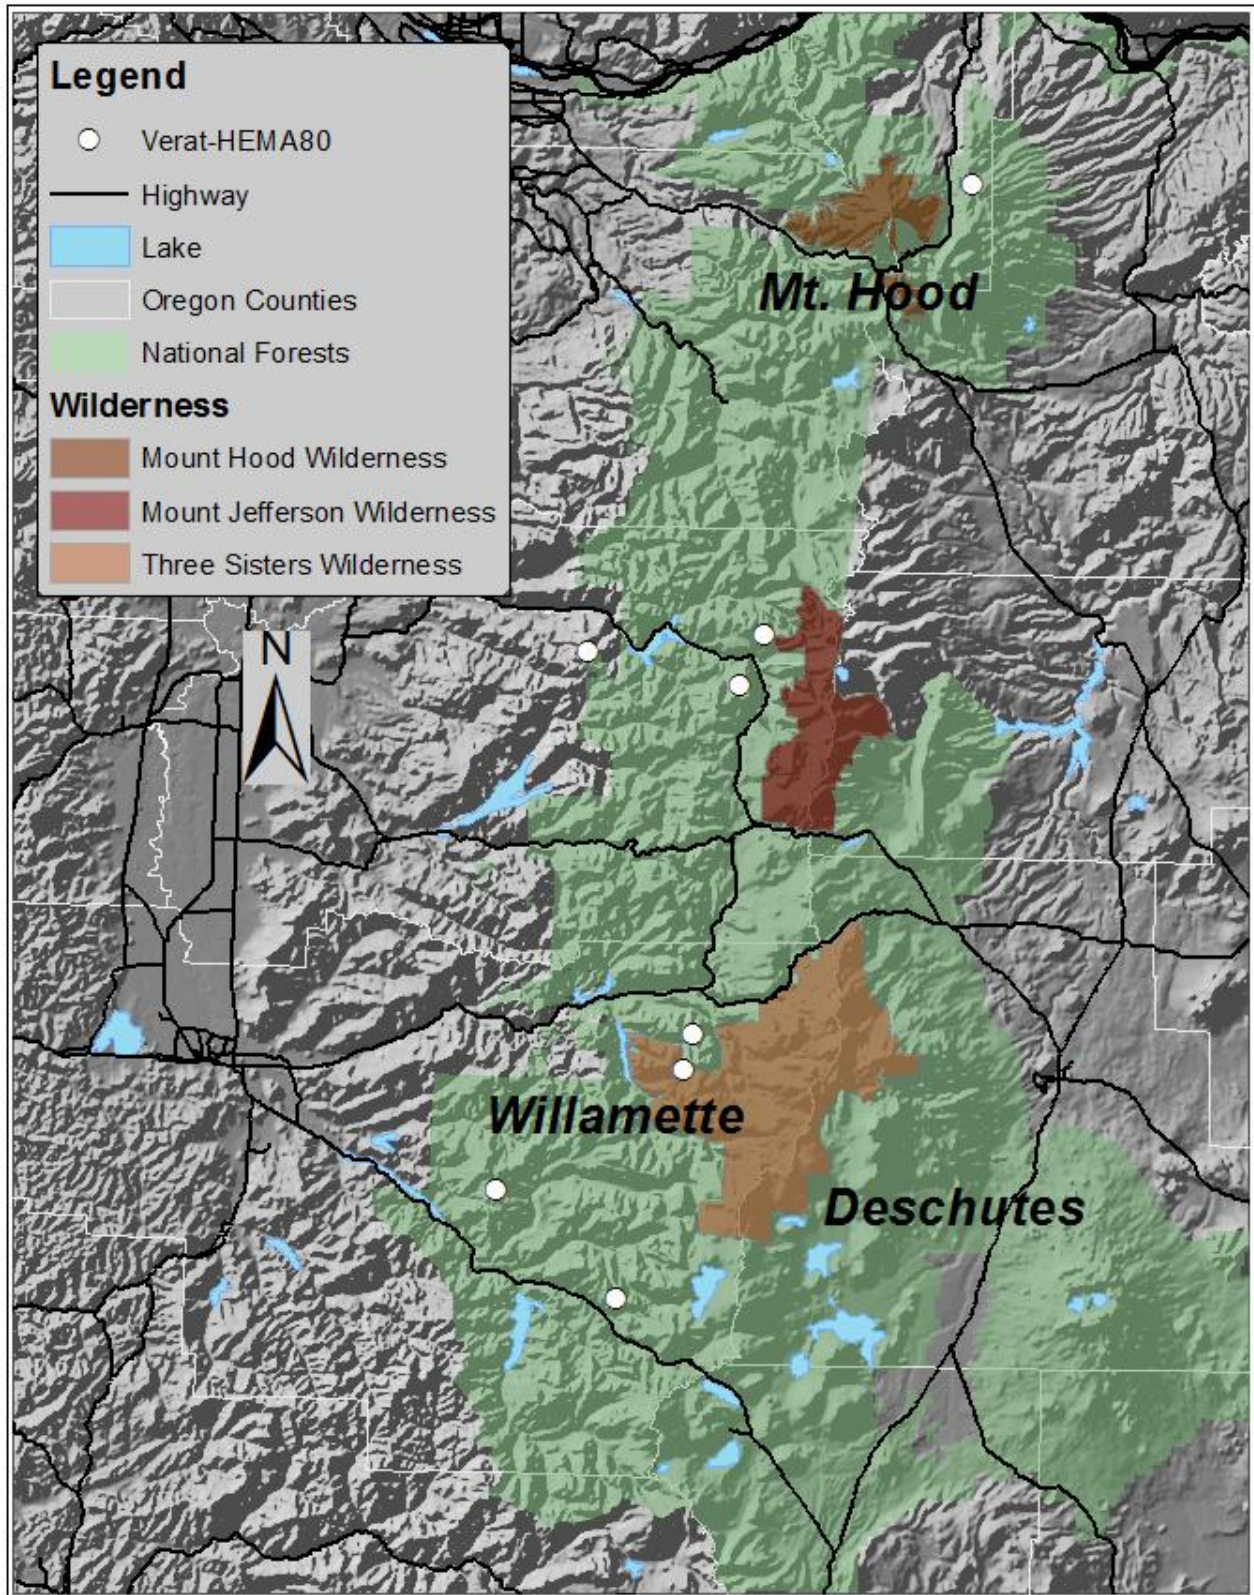 Legend
Verat-HEMA80
Highway
Lake
Oregon Counties
National Forests
Wilderness
Mount Hood Wilderness
Mount Jefferson Wilderness
Three Sisters Wilderness
N
Mt. Hood
Willamette
Deschutes